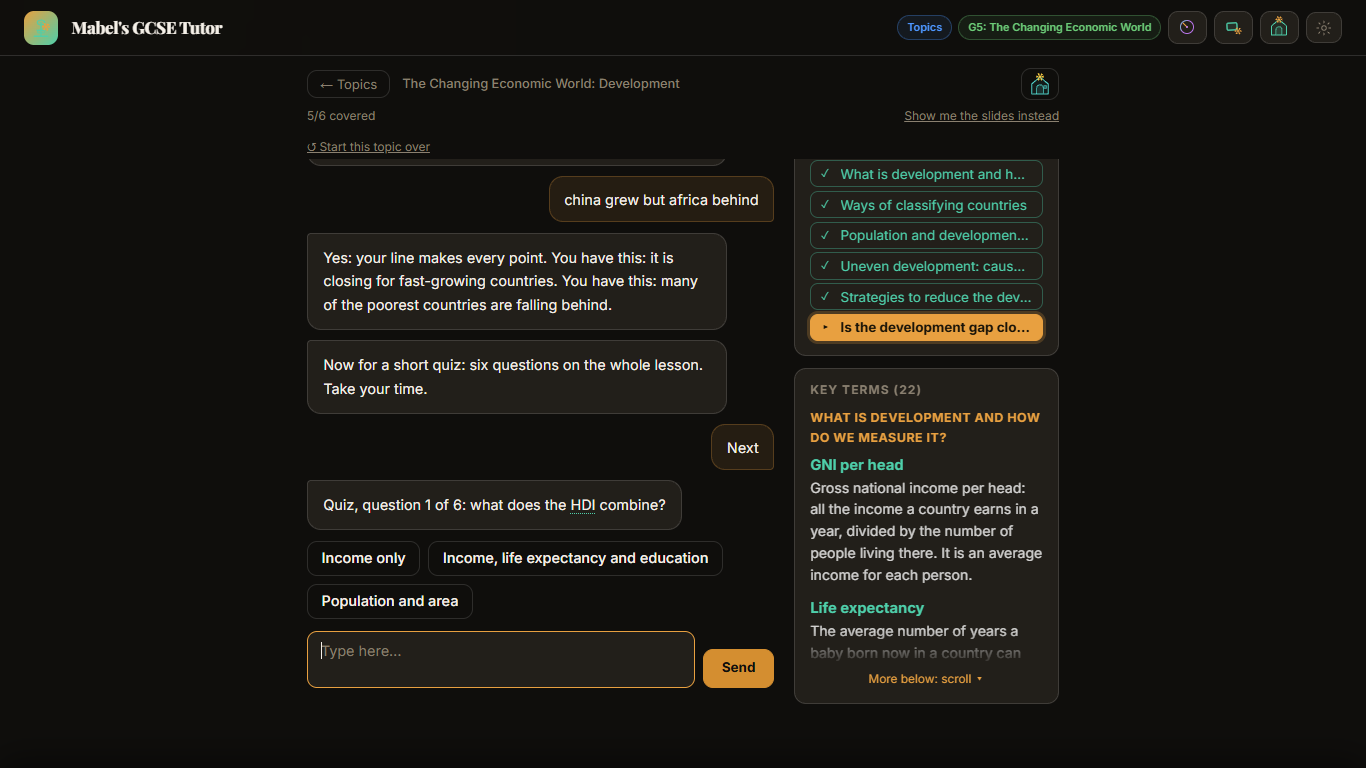 Mabel's GCSE Tutor
Topics
G5: The Changing Economic World
← Topics
The Changing Economic World: Development
5/6 covered
Show me the slides instead
↺ Start this topic over
china grew but africa behind
Yes: your line makes every point. You have this: it is
closing for fast-growing countries. You have this: many
of the poorest countries are falling behind.
Now for a short quiz: six questions on the whole lesson.
Take your time.
Next
Quiz, question 1 of 6: what does the HDI combine?
Income only
Income, life expectancy and education
Population and area
Type here...
Send
✓ What is development and h...
✓ Ways of classifying countries
✓ Population and developmen...
✓ Uneven development: caus...
✓ Strategies to reduce the dev...
▸ Is the development gap clo...
KEY TERMS (22)
WHAT IS DEVELOPMENT AND HOW
DO WE MEASURE IT?
GNI per head
Gross national income per head:
all the income a country earns in a
year, divided by the number of
people living there. It is an average
income for each person.
Life expectancy
The average number of years a
baby born now in a country can
More below: scroll ▾